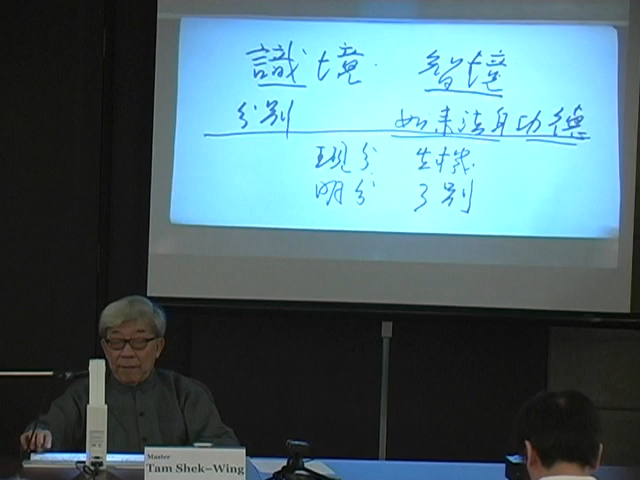 識境 智境
分別 如来法身功德
現分 生機
明分 了別
Master
Tam Shek-Wing